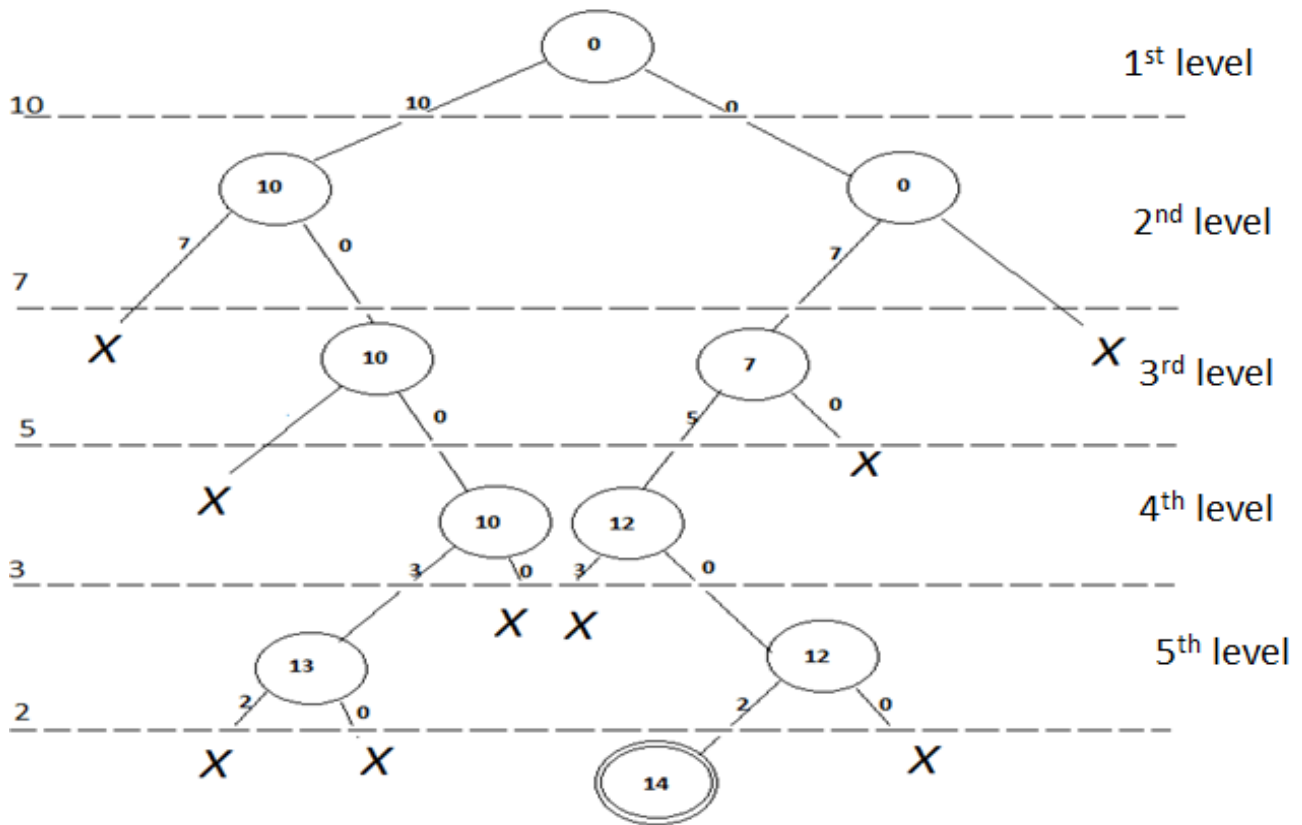 0
1st level
10 0
10
10 0
2nd level
7 0 7
7
X 10 7 X
3rd level
0 5 0
5
X 10 12 X
4th level
3 0 3 0
3
X X
13 12
5th level
2 0 2 0
2
X X 14 X